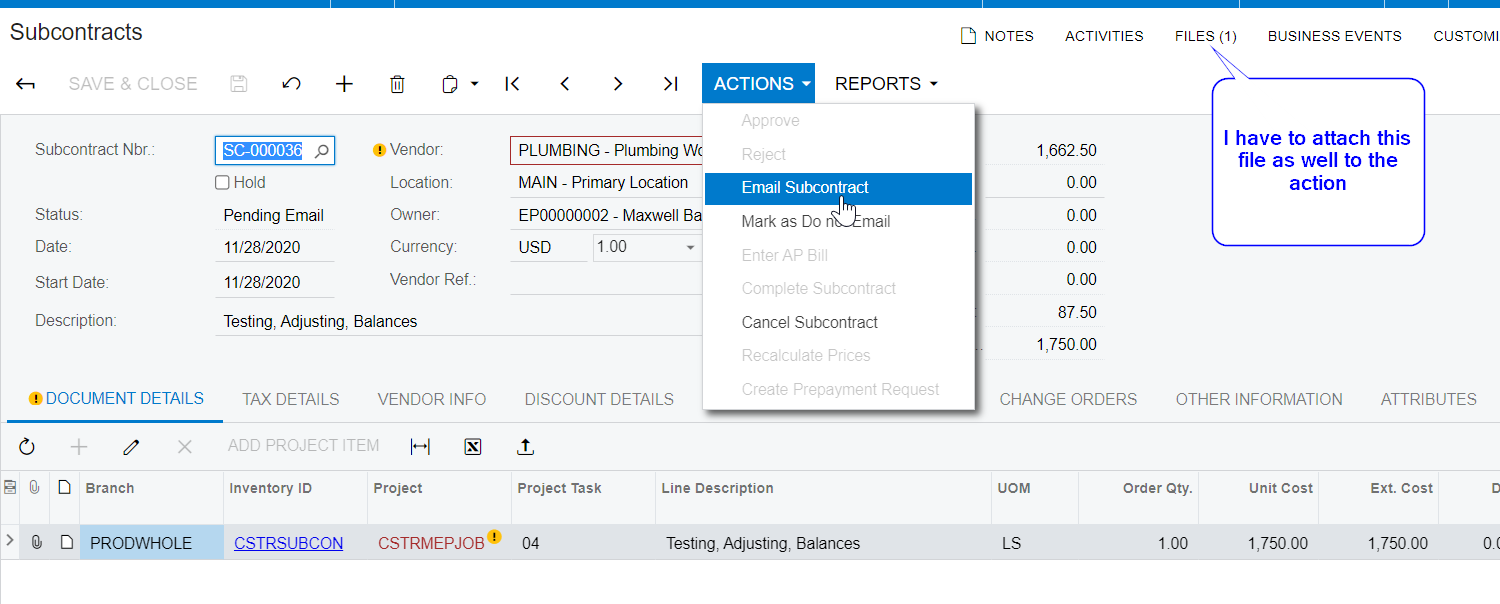 Subcontracts
NOTES
ACTIVITIES
FILES (1)
BUSINESS EVENTS
CUSTOMI
SAVE & CLOSE
ACTIONS
REPORTS
I have to attach this
file as well to the
action
Approve
Reject
Email Subcontract
Mark as Do not Email
Enter AP Bill
Complete Subcontract
Cancel Subcontract
Recalculate Prices
Create Prepayment Request
Subcontract Nbr.:
SC-000036
Vendor:
PLUMBING - Plumbing Wo
1,662.50
Hold
Location:
MAIN - Primary Location
0.00
Status:
Pending Email
Owner:
EP00000002 - Maxwell Ba
0.00
Date:
11/28/2020
Currency:
USD
1.00
0.00
Start Date:
11/28/2020
Vendor Ref.:
0.00
Description:
Testing, Adjusting, Balances
87.50
1,750.00
DOCUMENT DETAILS
TAX DETAILS
VENDOR INFO
DISCOUNT DETAILS
CHANGE ORDERS
OTHER INFORMATION
ATTRIBUTES
ADD PROJECT ITEM
Branch
Inventory ID
Project
Project Task
Line Description
UOM
Order Qty.
Unit Cost
Ext. Cost
D
PRODWHOLE
CSTRSUBCON
CSTRMEPJOB
04
Testing, Adjusting, Balances
LS
1.00
1,750.00
1,750.00
0.0